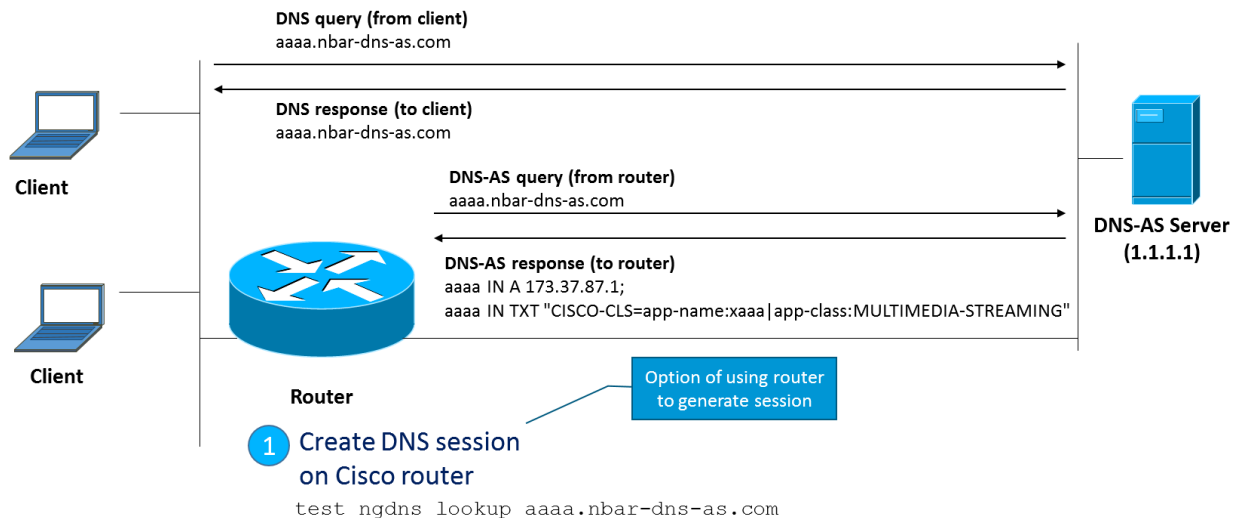 DNS query (from client)
aaaa.nbar-dns-as.com
DNS response (to client)
aaaa.nbar-dns-as.com
Client
DNS-AS query (from router)
aaaa.nbar-dns-as.com
DNS-AS Server
(1.1.1.1)
DNS-AS response (to router)
aaaa IN A 173.37.87.1;
aaaa IN TXT "CISCO-CLS=app-name:xaaa|app-class:MULTIMEDIA-STREAMING"
Client
Router
Option of using router
to generate session
1 Create DNS session
on Cisco router
test ngdns lookup aaaa.nbar-dns-as.com